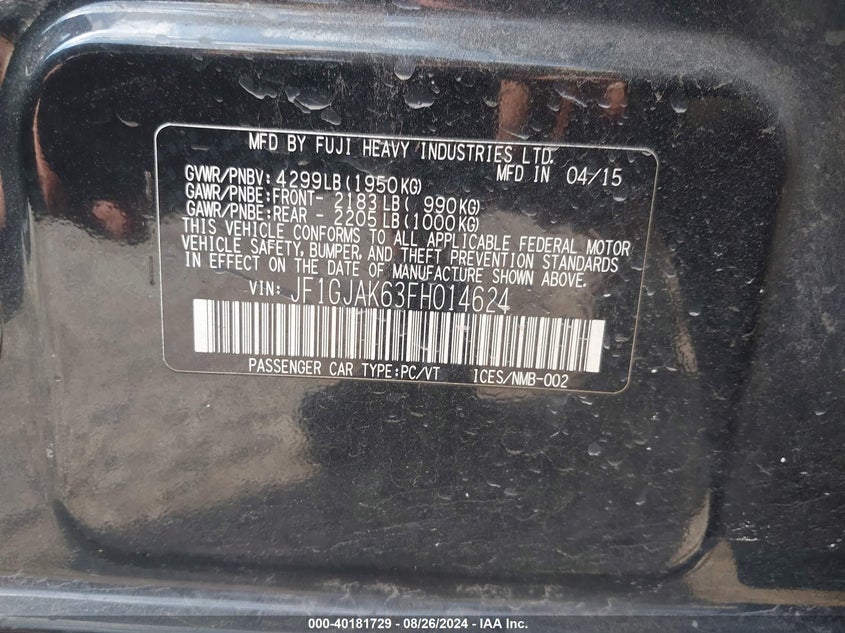 MFD BY FUJI HEAVY INDUSTRIES LTD.
GVWR/PNBV: 4299LB(1950KG) MFD IN 04/15
GAWR/PNBE:FRONT- 2183LB( 990KG)
GAWR/PNBE:REAR - 2205LB(1000KG)
THIS VEHICLE CONFORMS TO ALL APPLICABLE FEDERAL MOTOR
VEHICLE SAFETY, BUMPER, AND THEFT PREVENTION STANDARDS
IN EFFECT ON THE DATE OF MANUFACTURE SHOWN ABOVE.
VIN: JF1GJAK63FH014624
PASSENGER CAR TYPE:PC/VT ICES/NMB-002
000-40181729 - 08/26/2024 - IAA Inc.